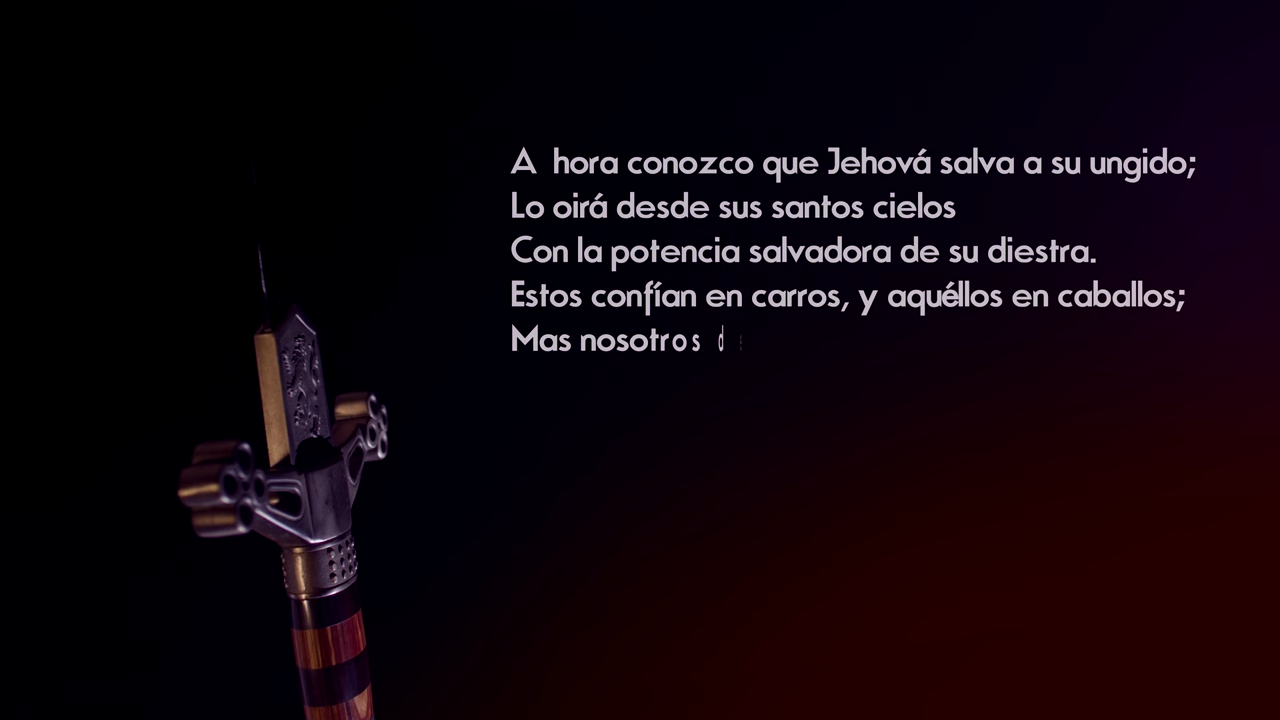 Ahora conozco que Jehová salva a su ungido;
Lo oirá desde sus santos cielos
Con la potencia salvadora de su diestra.
Estos confían en carros, y aquéllos en caballos;
Mas nosotros d